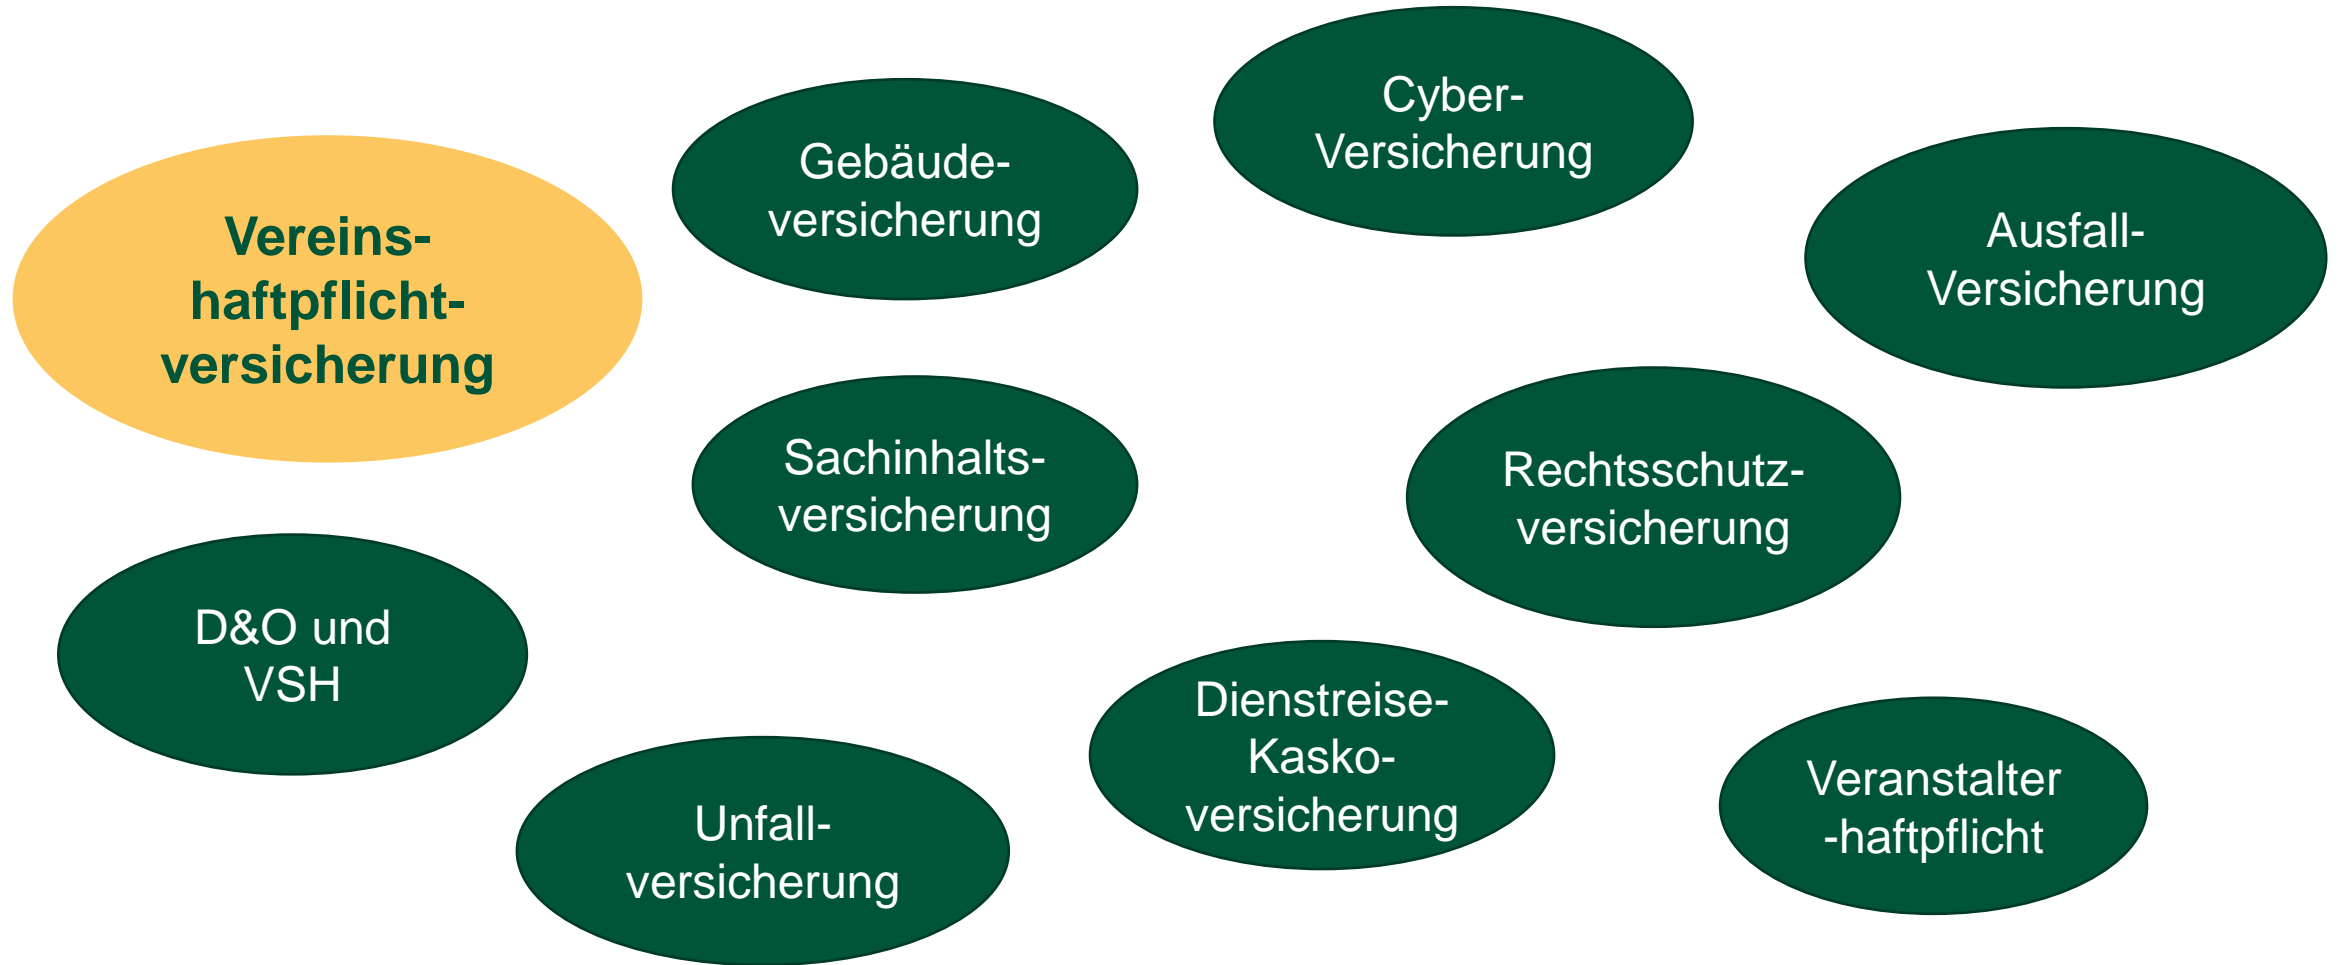 Vereins-
haftpflicht-
versicherung
Gebäude-
versicherung
Cyber-
Versicherung
Ausfall-
Versicherung
Sachinhalts-
versicherung
Rechtsschutz-
versicherung
D&O und
VSH
Unfall-
versicherung
Dienstreise-
Kasko-
versicherung
Veranstalter
-haftpflicht